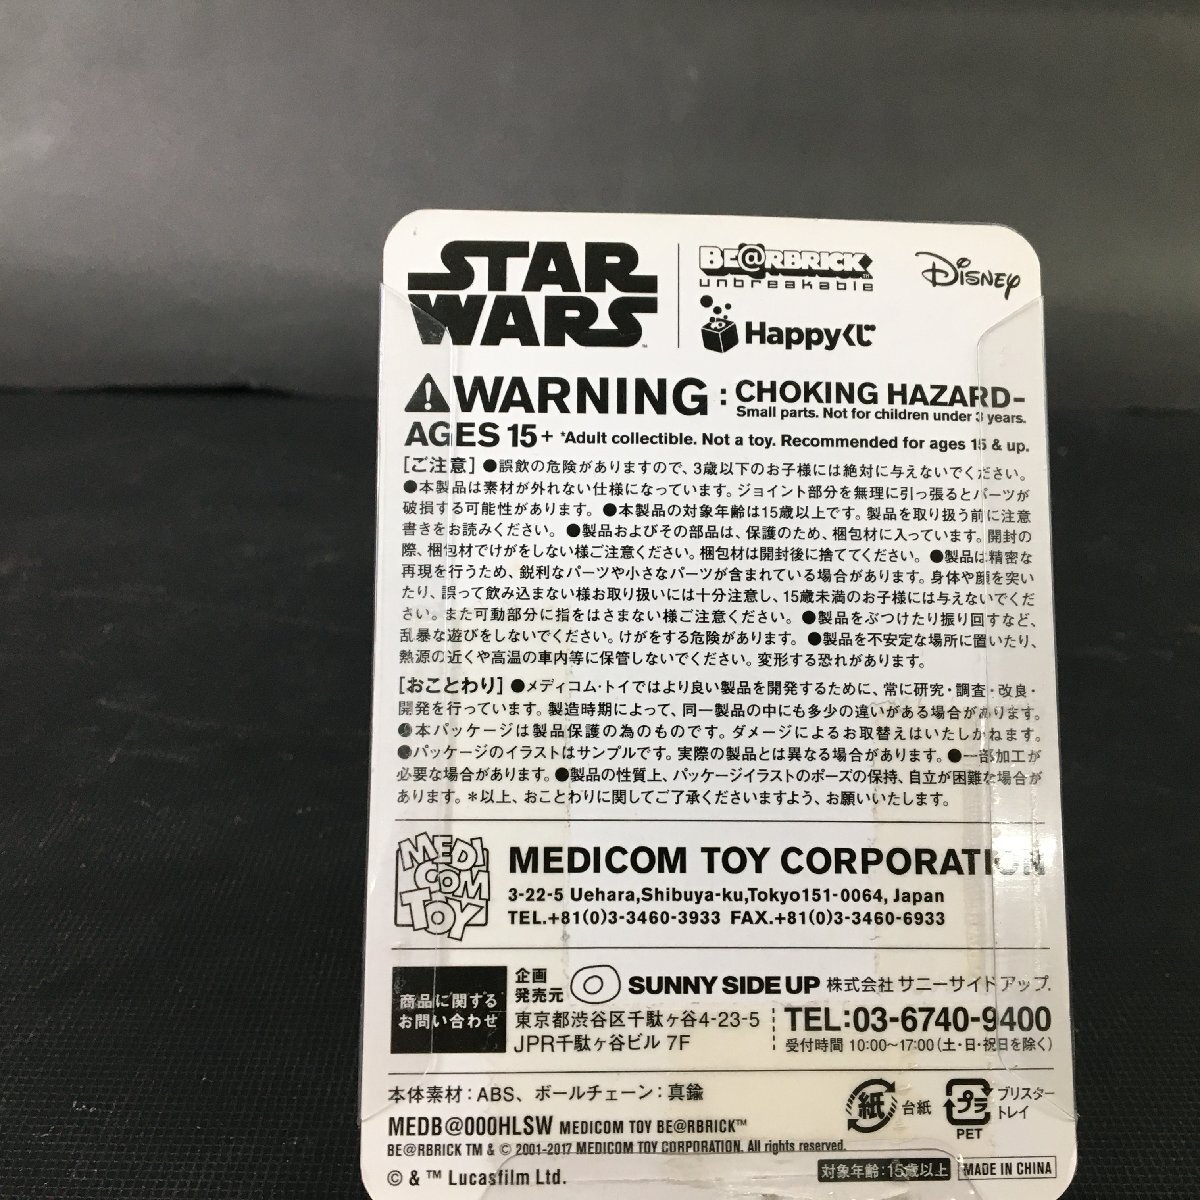 STAR
WARS™
BE@RBRICK™
unbreakable
Happyくじ
Disney
WARNING : CHOKING HAZARD-
Small parts. Not for children under 3 years.
AGES 15+ *Adult collectible. Not a toy. Recommended for ages 15 & up.
[ご注意] ●誤飲の危険がありますので、3歳以下のお子様には絶対に与えないでください。
●本製品は素材が外れない仕様になっています。ジョイント部分を無理に引っ張るとパーツが
破損する可能性があります。 ●本製品の対象年齢は15歳以上です。製品を取り扱う前に注意
書きをお読みください。 ●製品およびその部品は、保護のため、梱包材に入っています。開封の
際、梱包材でけがをしない様ご注意ください。梱包材は開封後に捨ててください。 ●製品は精密な
再現を行うため、鋭利なパーツや小さなパーツが含まれている場合があります。身体や顔を突い
たり、誤って飲み込まない様お取り扱いには十分注意し、15歳未満のお子様には与えないでくだ
さい。また可動部分に指をはさまない様ご注意ください。 ●製品をぶつけたり振り回すなど、
乱暴な遊びをしないでください。けがをする危険があります。 ●製品を不安定な場所に置いたり、
熱源の近くや高温の車内等に保管しないでください。変形する恐れがあります。
[おことわり] ●メディコム・トイではより良い製品を開発するために、常に研究・調査・改良・
開発を行っています。製造時期によって、同一製品の中にも多少の違いがある場合があります。
●本パッケージは製品保護の為のものです。ダメージによるお取替えはいたしかねます。
●パッケージのイラストはサンプルです。実際の製品とは異なる場合があります。 ●一部加工が
必要な場合があります。 ●製品の性質上、パッケージイラストのポーズの保持、自立が困難な場合が
あります。＊以上、おことわりに関してご了承くださいますよう、お願いいたします。
MEDI
COM
TOY
MEDICOM TOY CORPORATION
3-22-5 Uehara,Shibuya-ku,Tokyo151-0064, Japan
TEL.+81(0)3-3460-3933 FAX.+81(0)3-3460-6933
商品に関する
お問い合わせ
企画
発売元
SUNNY SIDE UP 株式会社 サニーサイドアップ.
東京都渋谷区千駄ヶ谷4-23-5
JPR千駄ヶ谷ビル 7F
TEL:03-6740-9400
受付時間 10:00〜17:00(土・日・祝日を除く)
本体素材：ABS、ボールチェーン：真鍮
紙 台紙
プラ
PET
ブリスター
トレイ
MEDB@000HLSW MEDICOM TOY BE@RBRICK™
BE@RBRICK TM & © 2001-2017 MEDICOM TOY CORPORATION. All rights reserved.
© & ™ Lucasfilm Ltd.
対象年齢：15歳以上
MADE IN CHINA